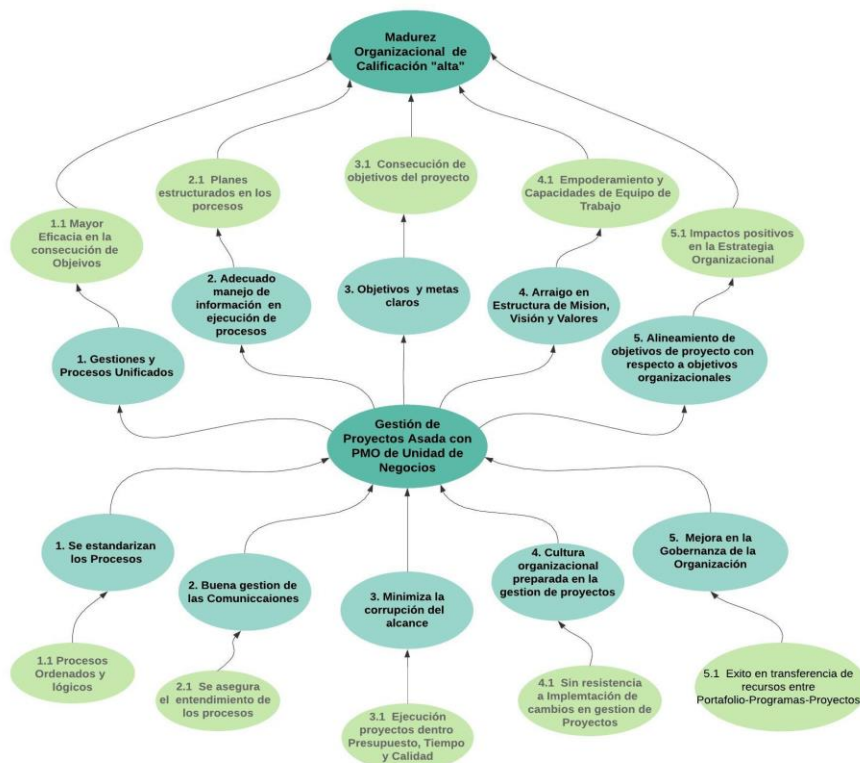 Madurez
Organizacional de
Calificación "alta"
3.1 Consecución de
objetivos del proyecto
2.1 Planes
estructurados en los
porcesos
4.1 Empoderamiento y
Capacidades de Equipo de
Trabajo
1.1 Mayor
Eficacia en la
consecución de
Objeivos
5.1 Impactos positivos
en la Estrategia
Organizacional
2. Adecuado
manejo de
información en
ejecución de
procesos
3. Objetivos y metas
claros
4. Arraigo en
Estructura de Mision,
Visión y Valores
1. Gestiones y
Procesos Unificados
5. Alineamiento de
objetivos de proyecto con
respecto a objetivos
organizacionales
Gestión de
Proyectos Asada con
PMO de Unidad de
Negocios
1. Se estandarizan
los Procesos
2. Buena gestion de
las Comuniccaiones
3. Minimiza la
corrupción del
alcance
4. Cultura
organizacional
preparada en la
gestion de proyectos
5. Mejora en la
Gobernanza de la
Organización
1.1 Procesos
Ordenados y
lógicos
2.1 Se asegura
el entendimiento de
los procesos
3.1 Ejecución
proyectos dentro
Presupuesto, Tiempo
y Calidad
4.1 Sin resistencia
a Implemtación de
cambios en gestion de
Proyectos
5.1 Exito en transferencia de
recursos entre
Portafolio-Programas-Proyectos